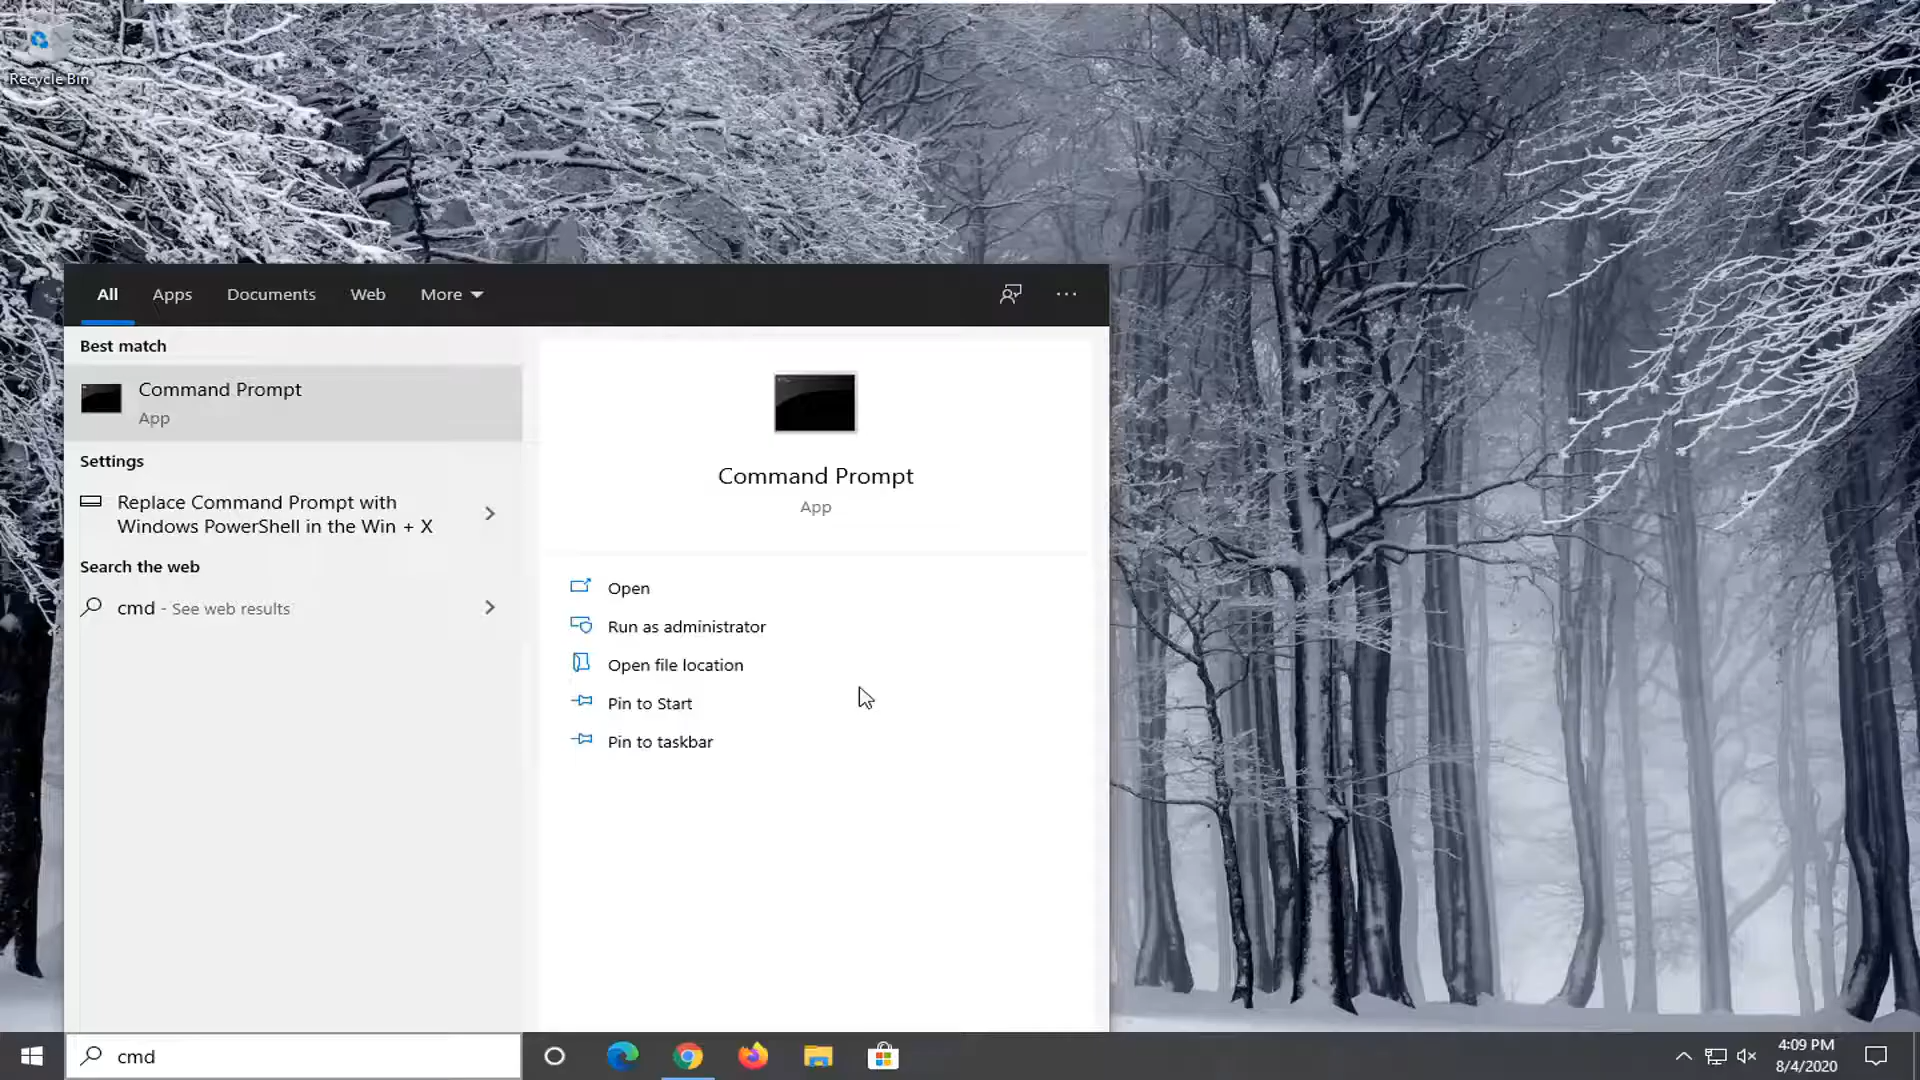 Recycle Bin
All Apps Documents Web More
Best match
Command Prompt
App
Settings
Replace Command Prompt with
Windows PowerShell in the Win + X
Search the web
cmd - See web results
Command Prompt
App
Open
Run as administrator
Open file location
Pin to Start
Pin to taskbar
cmd
4:09 PM
8/4/2020